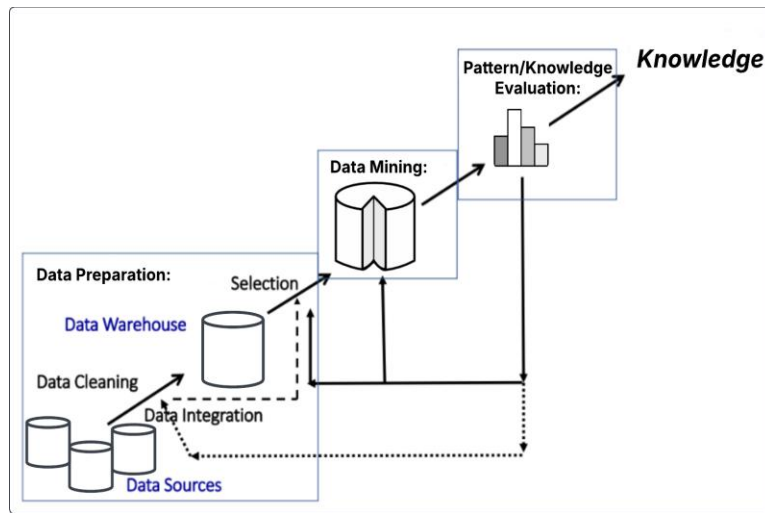 Knowledge
Pattern/Knowledge
Evaluation:
Data Mining:
Data Preparation:
Selection
Data Warehouse
Data Cleaning
Data Integration
Data Sources